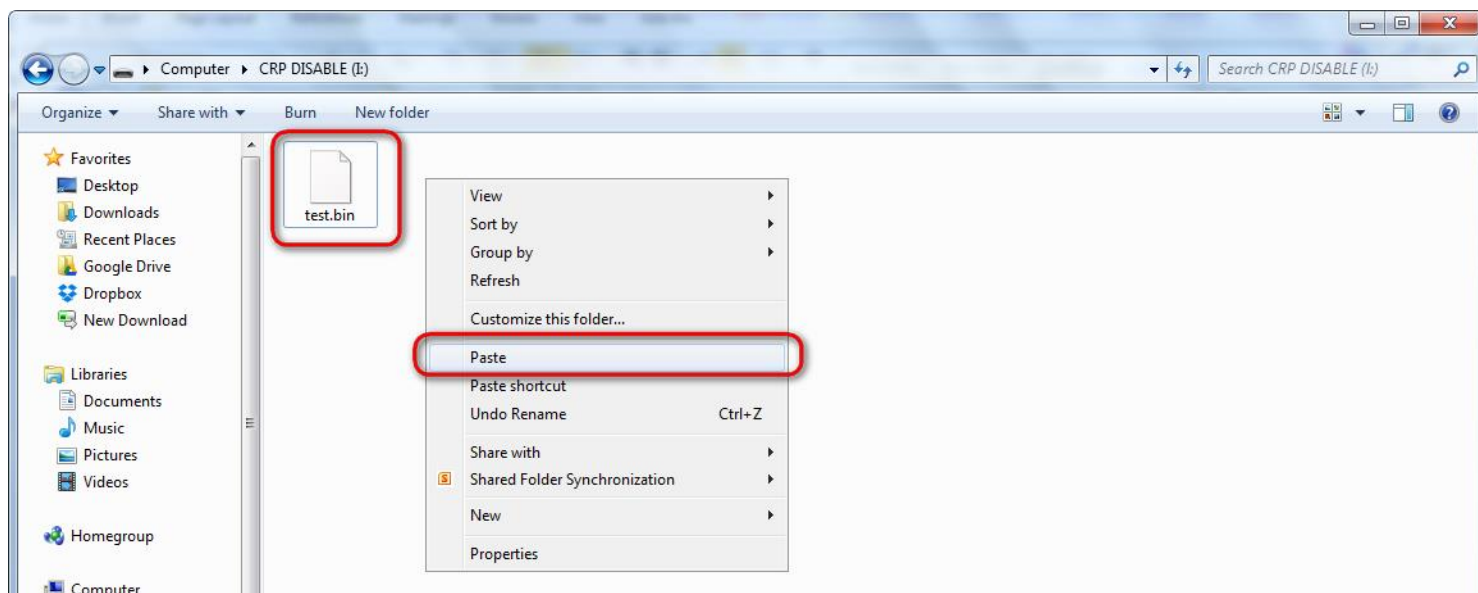 Computer CRP DISABLE (I:) Search CRP DISABLE (I:)
Organize Share with Burn New folder
Favorites
Desktop
Downloads
Recent Places
Google Drive
Dropbox
New Download
Libraries
Documents
Music
Pictures
Videos
Homegroup
Computer
test.bin
View
Sort by
Group by
Refresh
Customize this folder...
Paste
Paste shortcut
Undo Rename Ctrl+Z
Share with
Shared Folder Synchronization
New
Properties